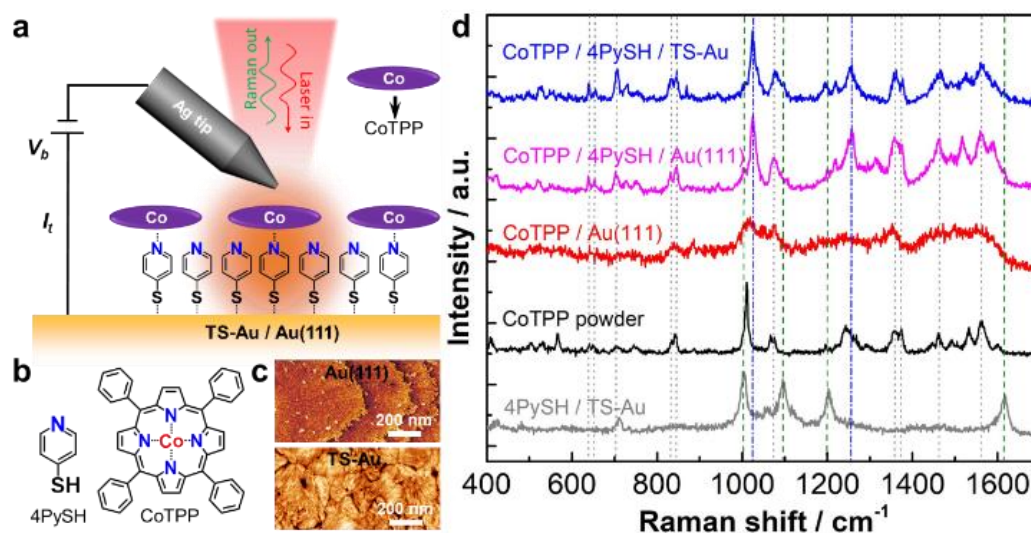 a
Raman out
Laser in
Co
CoTPP
Ag tip
V_b
I_t
Co Co Co
N N N N N N N
S S S S S S S
TS-Au / Au(111)
b
N
SH
4PySH
N
N Co N
N
CoTPP
c
Au(111)
200 nm
TS-Au
200 nm
d
Intensity / a.u.
CoTPP / 4PySH / TS-Au
CoTPP / 4PySH / Au(111)
CoTPP / Au(111)
CoTPP powder
4PySH / TS-Au
400 600 800 1000 1200 1400 1600
Raman shift / cm⁻¹